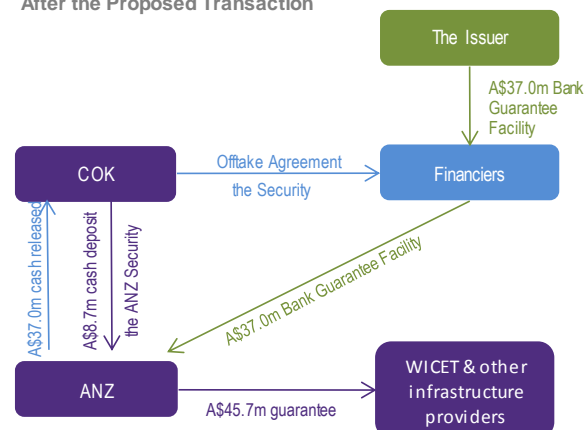 After the Proposed Transaction
The Issuer
A$37.0m Bank
Guarantee
Facility
COK
Offtake Agreement
the Security
Financiers
A$37.0m cash released
A$8.7m cash deposit
the ANZ Security
A$37.0m Bank Guarantee Facility
ANZ
A$45.7m guarantee
WICET & other
infrastructure
providers